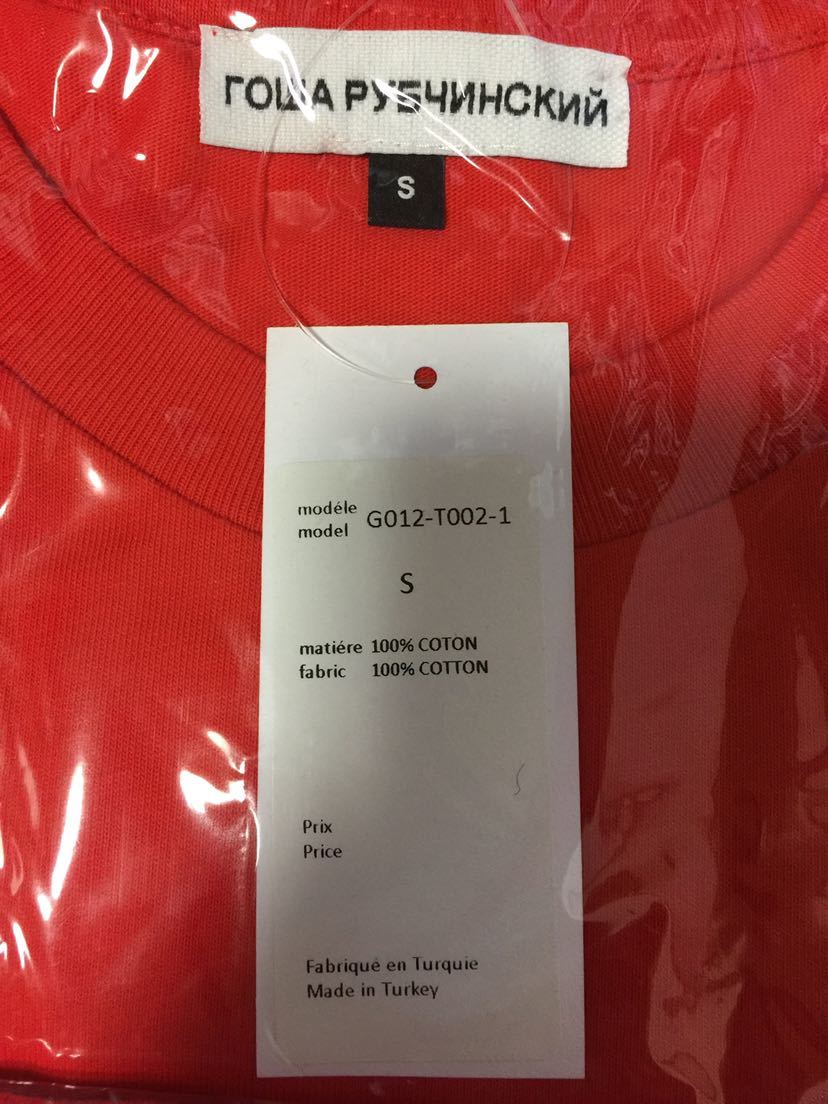 ГОША РУБЧИНСКИЙ
S
modéle
model G012-T002-1
S
matiére 100% COTON
fabric 100% COTTON
Prix
Price
Fabriqué en Turquie
Made in Turkey